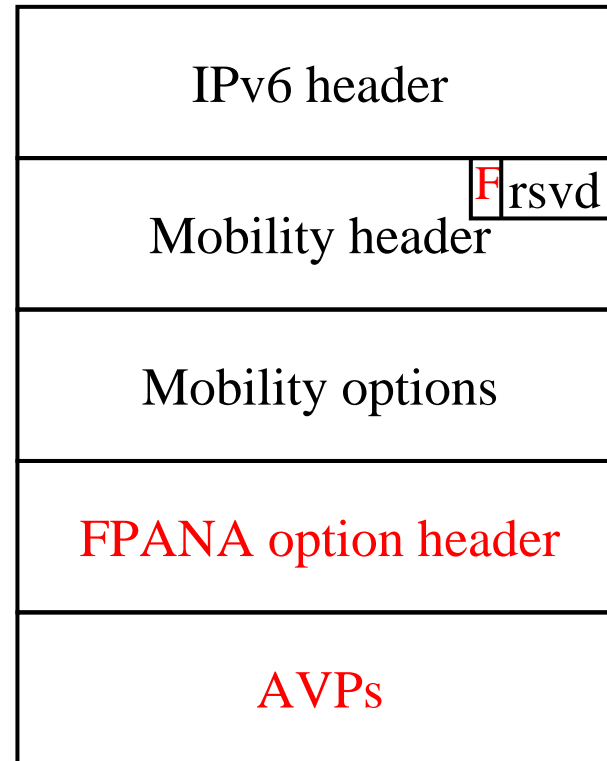 IPv6 header
F rsvd
Mobility header
Mobility options
FPANA option header
AVPs